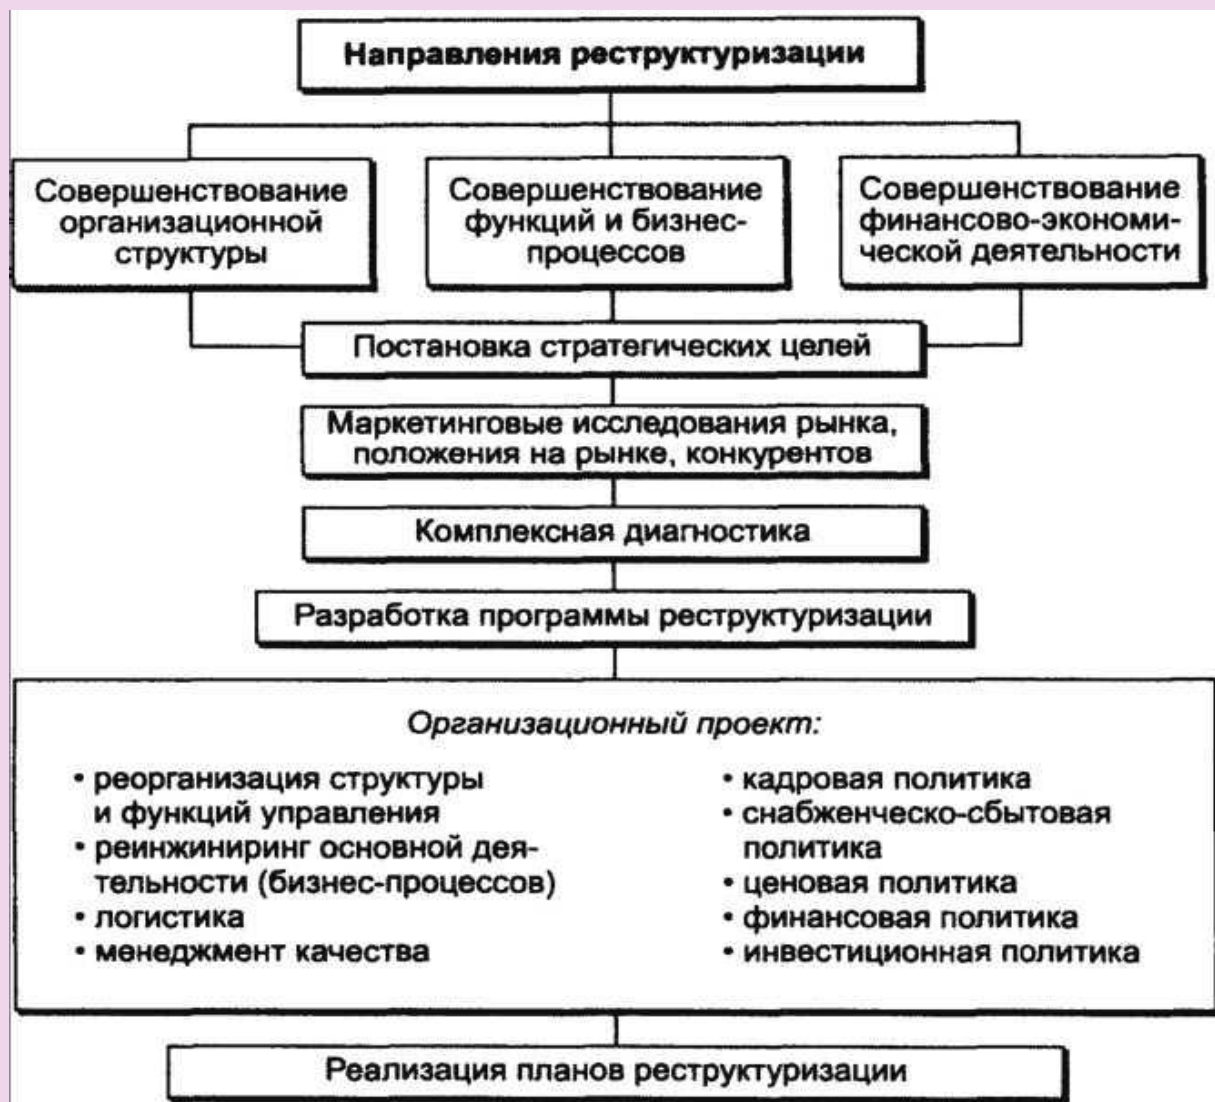 Направления реструктуризации
Совершенствование
организационной
структуры
Совершенствование
функций и бизнес-
процессов
Совершенствование
финансово-экономи-
ческой деятельности
Постановка стратегических целей
Маркетинговые исследования рынка,
положения на рынке, конкурентов
Комплексная диагностика
Разработка программы реструктуризации
Организационный проект:
• реорганизация структуры
и функций управления
• реинжиниринг основной дея-
тельности (бизнес-процессов)
• логистика
• менеджмент качества
• кадровая политика
• снабженческо-сбытовая
политика
• ценовая политика
• финансовая политика
• инвестиционная политика
Реализация планов реструктуризации